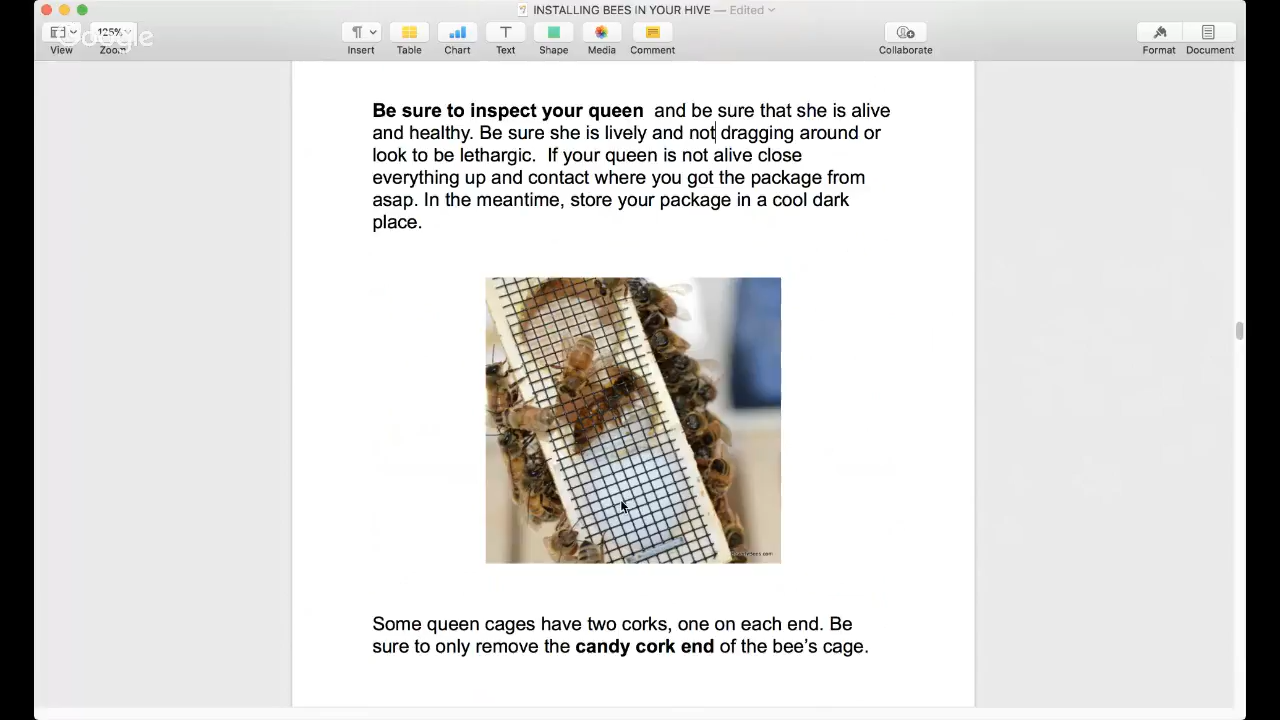 INSTALLING BEES IN YOUR HIVE — Edited
125%
Google
View Zoom Insert Table Chart Text Shape Media Comment Collaborate Format Document
Be sure to inspect your queen and be sure that she is alive
and healthy. Be sure she is lively and not dragging around or
look to be lethargic. If your queen is not alive close
everything up and contact where you got the package from
asap. In the meantime, store your package in a cool dark
place.
Some queen cages have two corks, one on each end. Be
sure to only remove the candy cork end of the bee's cage.